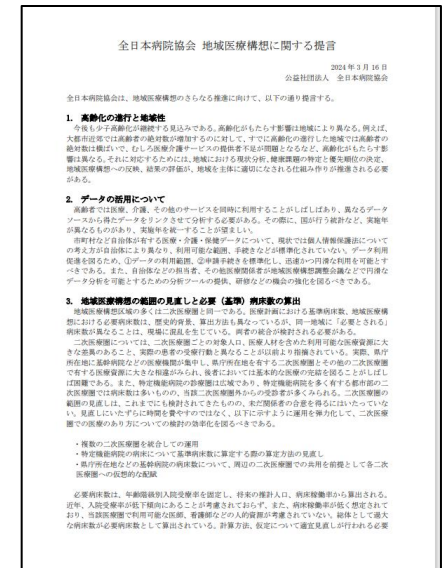 全日本病院協会 地域医療構想に関する提言
2024 年 3 月 16 日
公益社団法人 全日本病院協会
全日本病院協会は、地域医療構想のさらなる推進に向けて、以下の通り提言する。
1. 高齢化の進行と地域性
今後も少子高齢化が継続する見込みである。高齢化がもたらす影響は地域により異なる。例えば、
大都市近郊では高齢者の絶対数が増加するのに対して、すでに高齢化の進行した地域では高齢者の
絶対数は横ばいで、むしろ医療介護サービスの提供者不足が問題となるなど、高齢化がもたらす影
響は異なる。それに対応するためには、地域における現状分析、健康課題の特定と優先順位の決定、
地域医療構想への反映、結果の評価が、地域を主体に適切になされる仕組み作りが推進される必要
がある。
2. データの活用について
高齢者では医療、介護、その他のサービスを同時に利用することがしばしばあり、異なるデータ
ソースから得たデータをリンクさせて分析する必要がある。その際に、国が行う統計など、実施年
が異なるものがあり、実施年を統一することが望ましい。
市町村など自治体が有する医療・介護・保健データについて、現状では個人情報保護法について
の考え方が自治体により異なり、利用可能な範囲、手続きなどが標準化されていない。データ利用
促進を図るため、①データの利用範囲、②申請手続きを標準化し、迅速かつ円滑な利用を可能とす
べきである。また、自治体などの担当者、その他医療関係者が地域医療構想調整会議などで円滑な
データ分析を可能とするための分析ツールの提供、研修などの機会の強化を図るべきである。
3. 地域医療構想の範囲の見直しと必要（基準）病床数の算出
地域医療構想区域の多くは二次医療圏と同一である。医療計画における基準病床数、地域医療構
想における必要病床数は、歴史的背景、算出方法も異なっているが、同一地域に「必要とされる」
病床数が異なることは、現場に混乱を生じている。両者の統合が検討される必要がある。
二次医療圏については、二次医療圏ごとの対象人口、医療人材を含めた利用可能な医療資源に大
きな差異のあること、実際の患者の受療行動と異なることが以前より指摘されている。実際、県庁
所在地に基幹病院などの医療機関が集中し、県庁所在地を有する二次医療圏とその他の二次医療圏
で有する医療資源に大きな相違がみられ、後者においては基本的な医療の完結を図ることがしばし
ば困難である。また、特定機能病院の診療圏は広域であり、特定機能病院を多く有する都市部の二
次医療圏では病床数は多いものの、当該二次医療圏外からの受診者が多くみられる。二次医療圏の
範囲の見直しは、これまでにも検討されてきたものの、未だ関係者の合意を得るにはいたっていな
い。見直しにいたずらに時間を費やすのではなく、以下に示すように運用を弾力化して、二次医療
圏での医療のあり方についての検討の効率化を図るべきである。
・複数の二次医療圏を統合しての運用
・特定機能病院の病床について基準病床数に算定する際の算定方法の見直し
・県庁所在地などの基幹病院の病床数について、周辺の二次医療圏での共用を前提として各二次
医療圏への仮想的な配賦
必要病床数は、年齢階級別入院受療率を固定し、将来の推計人口、病床稼働率から算出される。
近年、入院受療率が低下傾向にあることが考慮されておらず、また、病床稼働率が低く想定されて
おり、当該医療圏で利用可能な医師、看護師などの人的資源が考慮されていない。総体として過大
な病床数が必要病床数として算出されている。計算方法、仮定について適宜見直しが行われる必要